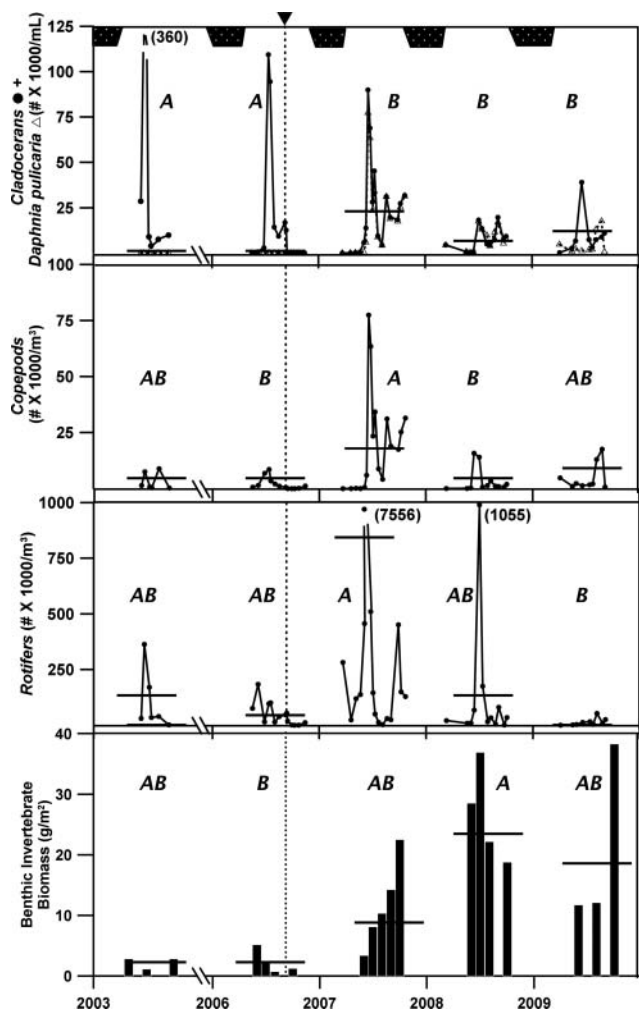 Cladocerans ● +
Daphnia pulicaria △(# X 1000/mL)
125
100
75
50
25
(360)
A
A
B
B
B
Copepods
(# X 1000/m³)
100
75
50
25
AB
B
A
B
AB
Rotifers (# X 1000/m³)
1000
750
500
250
(7556)
(1055)
AB
AB
A
AB
B
Benthic Invertebrate
Biomass (g/m²)
40
30
20
10
0
AB
B
AB
A
AB
2003
2006
2007
2008
2009